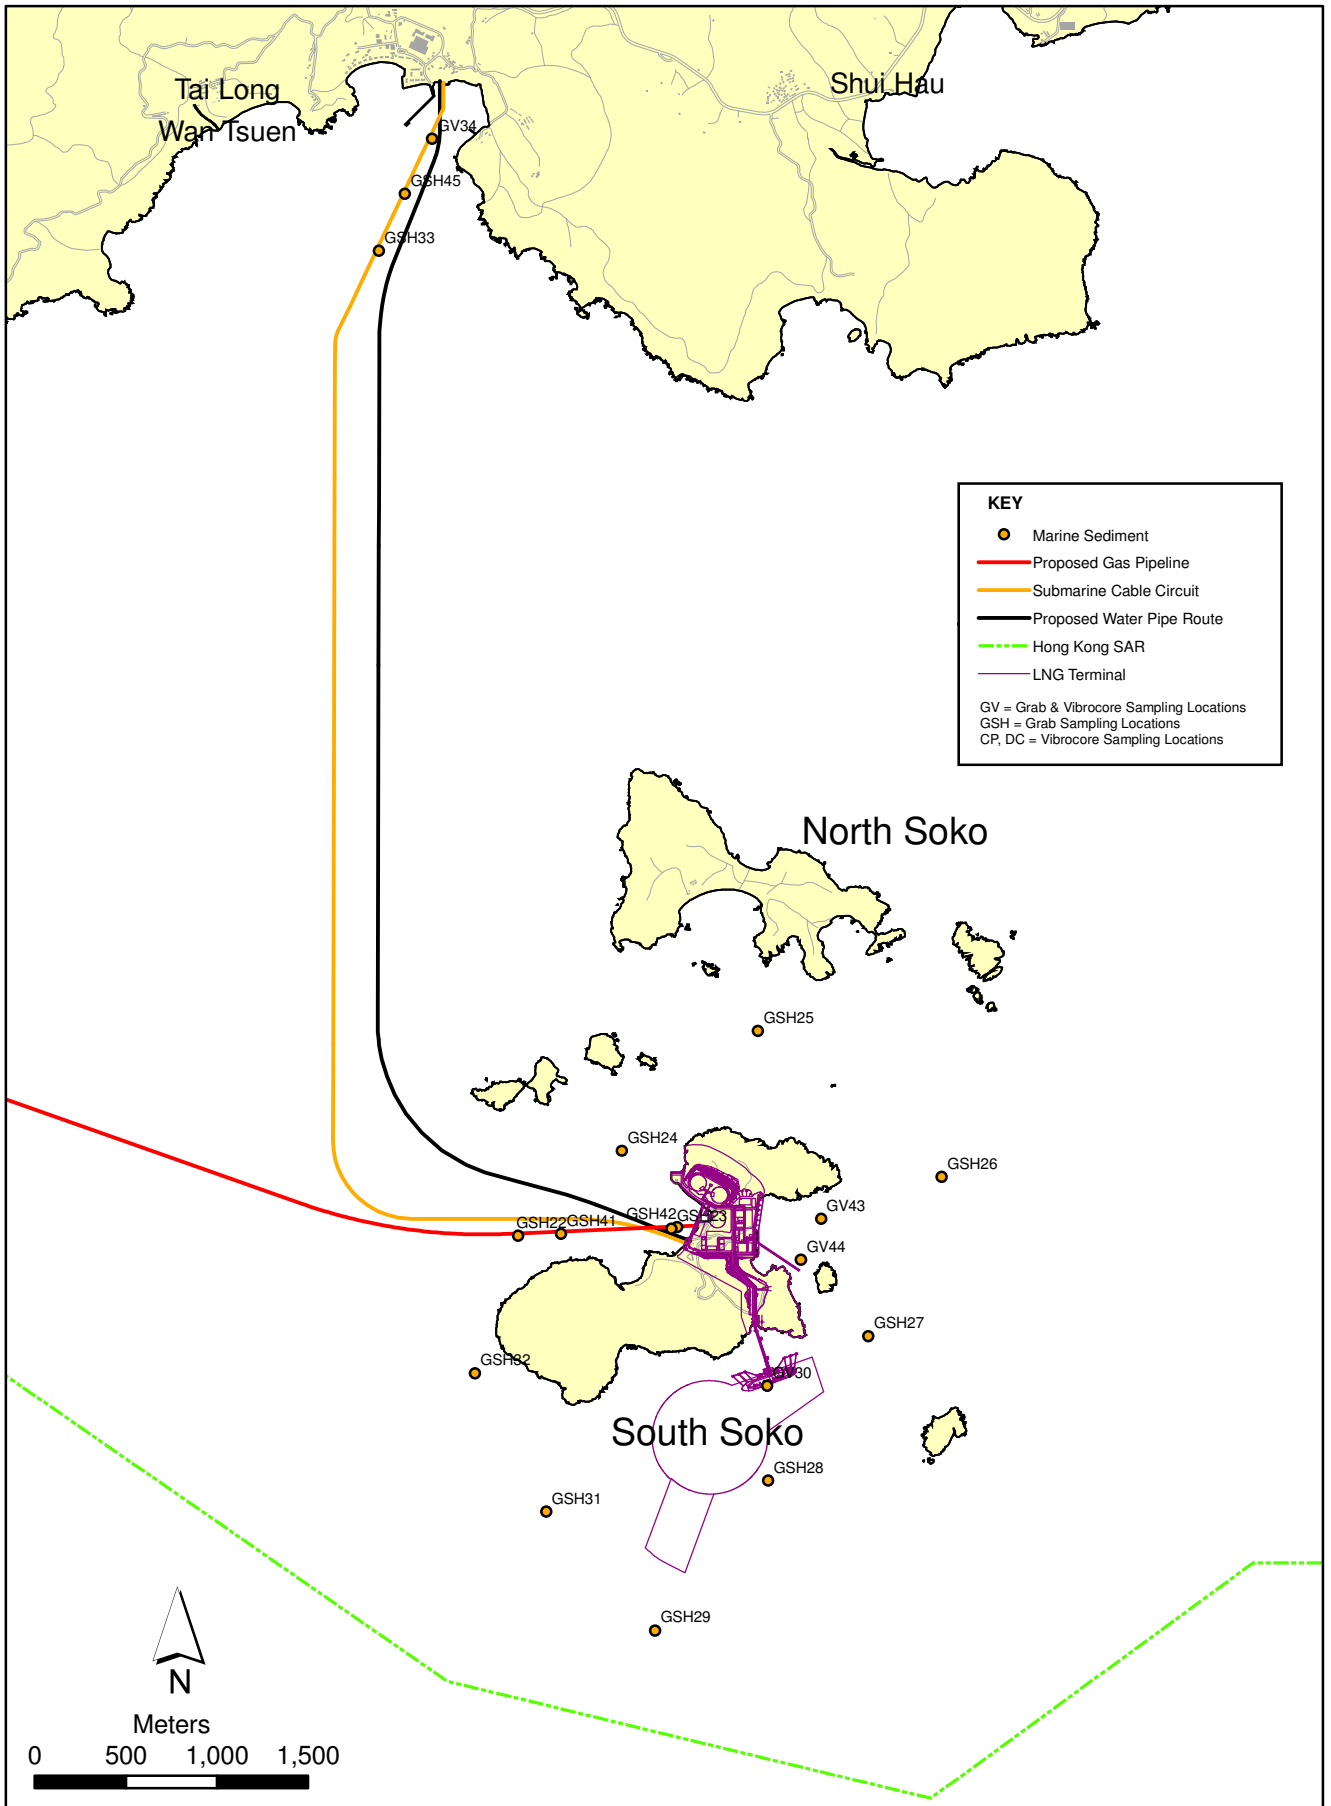 Tai Long
Wan Tsuen
Shui Hau
GV34
GSH45
GSH33
KEY
Marine Sediment
Proposed Gas Pipeline
Submarine Cable Circuit
Proposed Water Pipe Route
Hong Kong SAR
LNG Terminal
GV = Grab & Vibrocore Sampling Locations
GSH = Grab Sampling Locations
CP, DC = Vibrocore Sampling Locations
North Soko
GSH25
GSH24
GSH26
GSH22
GSH41
GSH42
GSH23
GV43
GV44
GSH27
GSH32
GV30
South Soko
GSH28
GSH31
GSH29
N
Meters
0 500 1,000 1,500